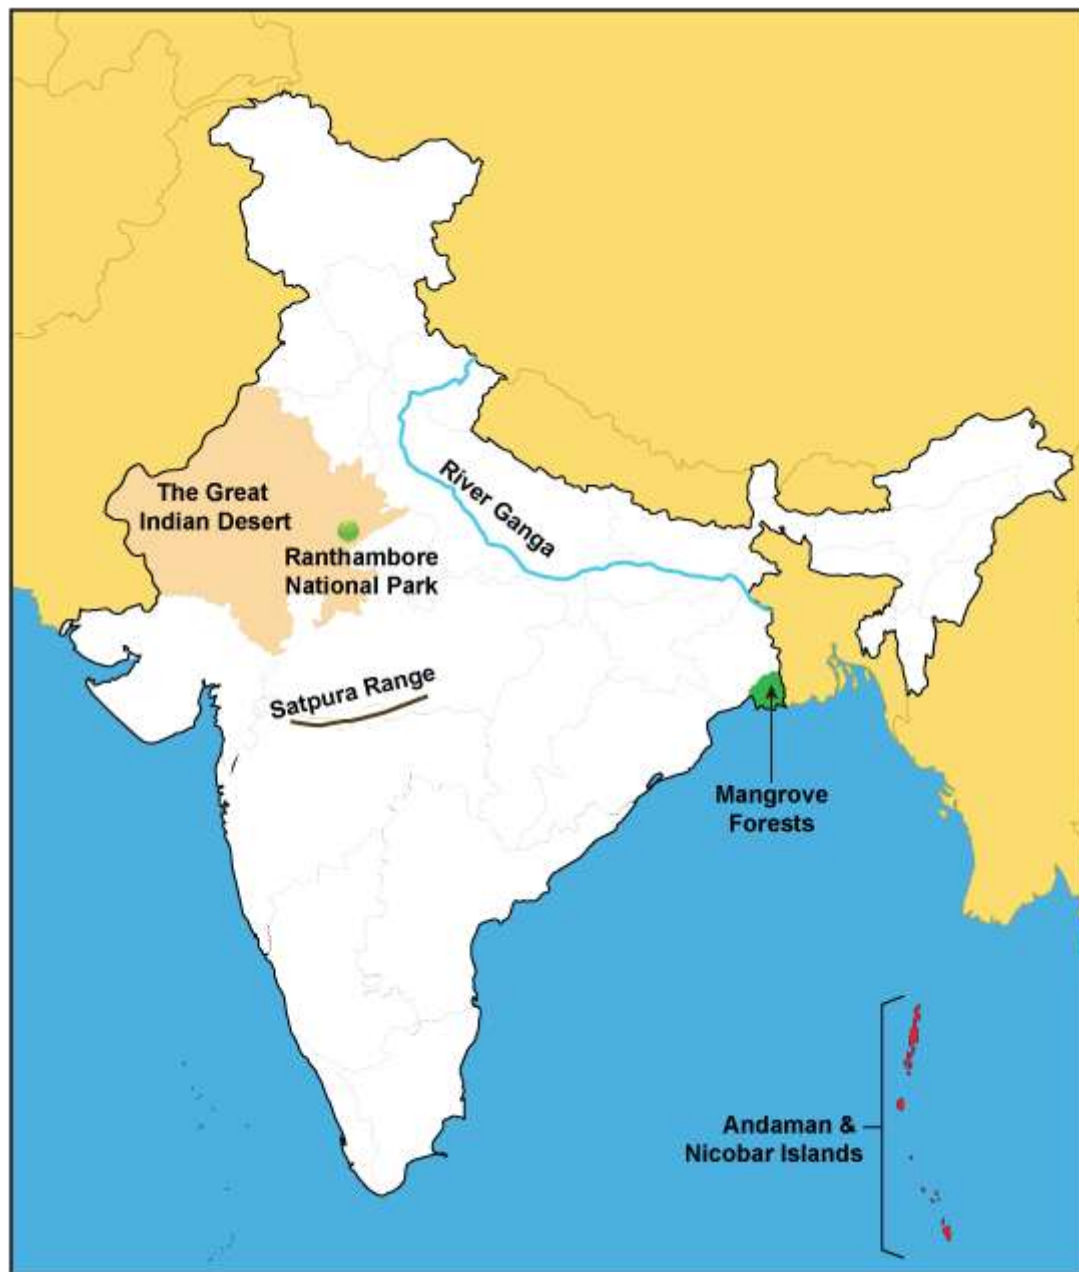 The Great
Indian Desert
River Ganga
Ranthambore
National Park
Satpura Range
Mangrove
Forests
Andaman &
Nicobar Islands